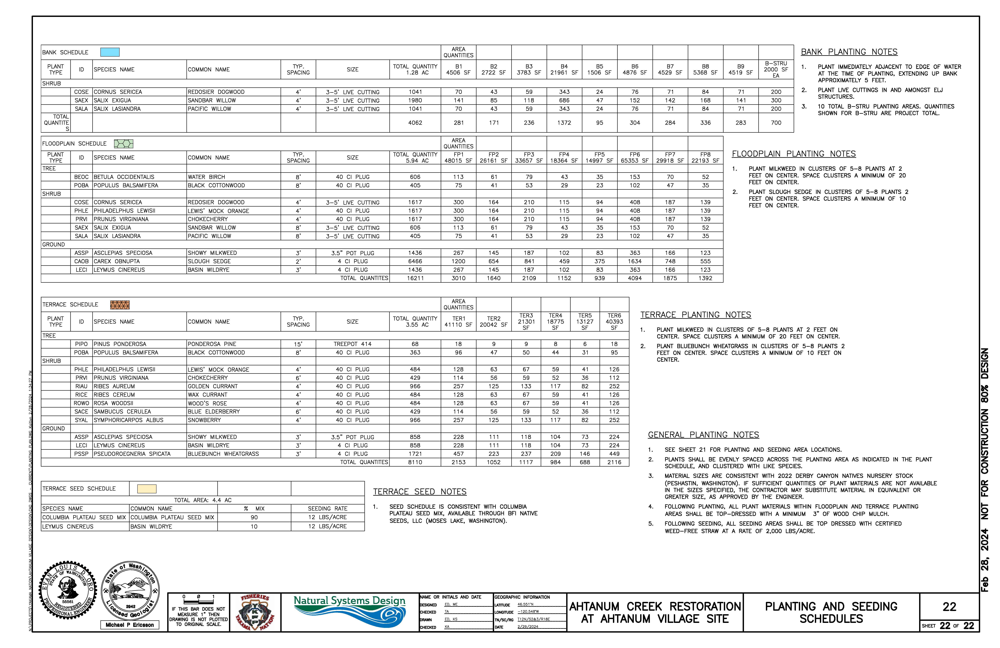 BANK SCHEDULE AREA QUANTITIES
PLANT TYPE ID SPECIES NAME COMMON NAME TYP. SPACING SIZE TOTAL QUANTITY 1.28 AC B1 4506 SF B2 2722 SF B3 3783 SF B4 21961 SF B5 1506 SF B6 4876 SF B7 4529 SF B8 5368 SF B9 4519 SF B-STRU 2000 SF EA
SHRUB
COSE CORNUS SERICEA REDOSIER DOGWOOD 4' 3-5' LIVE CUTTING 1041 70 43 59 343 24 76 71 84 71 200
SAEX SALIX EXIGUA SANDBAR WILLOW 4' 3-5' LIVE CUTTING 1980 141 85 118 686 47 152 142 168 141 300
SALA SALIX LASIANDRA PACIFIC WILLOW 4' 3-5' LIVE CUTTING 1041 70 43 59 343 24 76 71 84 71 200
TOTAL QUANTITE S 4062 281 171 236 1372 95 304 284 336 283 700
BANK PLANTING NOTES
1. PLANT IMMEDIATELY ADJACENT TO EDGE OF WATER
AT THE TIME OF PLANTING, EXTENDING UP BANK
APPROXIMATELY 5 FEET.
2. PLANT LIVE CUTTINGS IN AND AMONGST ELJ
STRUCTURES.
3. 10 TOTAL B-STRU PLANTING AREAS. QUANTITIES
SHOWN FOR B-STRU ARE PROJECT TOTAL.
FLOODPLAIN SCHEDULE AREA QUANTITIES
PLANT TYPE ID SPECIES NAME COMMON NAME TYP. SPACING SIZE TOTAL QUANTITY 5.94 AC FP1 48015 SF FP2 26161 SF FP3 33657 SF FP4 18364 SF FP5 14997 SF FP6 65353 SF FP7 29918 SF FP8 22193 SF
TREE
BEOC BETULA OCCIDENTALIS WATER BIRCH 8' 40 CI PLUG 606 113 61 79 43 35 153 70 52
POBA POPULUS BALSAMIFERA BLACK COTTONWOOD 8' 40 CI PLUG 405 75 41 53 29 23 102 47 35
SHRUB
COSE CORNUS SERICEA REDOSIER DOGWOOD 4' 3-5' LIVE CUTTING 1617 300 164 210 115 94 408 187 139
PHLE PHILADELPHUS LEWISII LEWIS' MOCK ORANGE 4' 40 CI PLUG 1617 300 164 210 115 94 408 187 139
PRVI PRUNUS VIRGINIANA CHOKECHERRY 4' 40 CI PLUG 1617 300 164 210 115 94 408 187 139
SAEX SALIX EXIGUA SANDBAR WILLOW 8' 3-5' LIVE CUTTING 606 113 61 79 43 35 153 70 52
SALA SALIX LASIANDRA PACIFIC WILLOW 8' 3-5' LIVE CUTTING 405 75 41 53 29 23 102 47 35
GROUND
ASSP ASCLEPIAS SPECIOSA SHOWY MILKWEED 3' 3.5" POT PLUG 1436 267 145 187 102 83 363 166 123
CAOB CAREX OBNUPTA SLOUGH SEDGE 2' 4 CI PLUG 6466 1200 654 841 459 375 1634 748 555
LECI LEYMUS CINEREUS BASIN WILDRYE 3' 4 CI PLUG 1436 267 145 187 102 83 363 166 123
TOTAL QUANTITES 16211 3010 1640 2109 1152 939 4094 1875 1392
FLOODPLAIN PLANTING NOTES
1. PLANT MILKWEED IN CLUSTERS OF 5-8 PLANTS AT 2
FEET ON CENTER. SPACE CLUSTERS A MINIMUM OF 20
FEET ON CENTER.
2. PLANT SLOUGH SEDGE IN CLUSTERS OF 5-8 PLANTS 2
FEET ON CENTER. SPACE CLUSTERS A MINIMUM OF 10
FEET ON CENTER.
TERRACE SCHEDULE AREA QUANTITIES
PLANT TYPE ID SPECIES NAME COMMON NAME TYP. SPACING SIZE TOTAL QUANTITY 3.55 AC TER1 41110 SF TER2 20042 SF TER3 21301 SF TER4 18775 SF TER5 13127 SF TER6 40393 SF
TREE
PIPO PINUS PONDEROSA PONDEROSA PINE 15' TREEPOT 414 68 18 9 9 8 6 18
POBA POPULUS BALSAMIFERA BLACK COTTONWOOD 8' 40 CI PLUG 363 96 47 50 44 31 95
SHRUB
PHLE PHILADELPHUS LEWISII LEWIS' MOCK ORANGE 4' 40 CI PLUG 484 128 63 67 59 41 126
PRVI PRUNUS VIRGINIANA CHOKECHERRY 6' 40 CI PLUG 429 114 56 59 52 36 112
RIAU RIBES AUREUM GOLDEN CURRANT 4' 40 CI PLUG 966 257 125 133 117 82 252
RICE RIBES CEREUM WAX CURRANT 4' 40 CI PLUG 484 128 63 67 59 41 126
ROWO ROSA WOODSII WOOD'S ROSE 4' 40 CI PLUG 484 128 63 67 59 41 126
SACE SAMBUCUS CERULEA BLUE ELDERBERRY 6' 40 CI PLUG 429 114 56 59 52 36 112
SYAL SYMPHORICARPOS ALBUS SNOWBERRY 4' 40 CI PLUG 966 257 125 133 117 82 252
GROUND
ASSP ASCLEPIAS SPECIOSA SHOWY MILKWEED 3' 3.5" POT PLUG 858 228 111 118 104 73 224
LECI LEYMUS CINEREUS BASIN WILDRYE 3' 4 CI PLUG 858 228 111 118 104 73 224
PSSP PSEUDOROEGNERIA SPICATA BLUEBUNCH WHEATGRASS 3' 4 CI PLUG 1721 457 223 237 209 146 449
TOTAL QUANTITES 8110 2153 1052 1117 984 688 2116
TERRACE PLANTING NOTES
1. PLANT MILKWEED IN CLUSTERS OF 5-8 PLANTS AT 2 FEET ON
CENTER. SPACE CLUSTERS A MINIMUM OF 20 FEET ON CENTER.
2. PLANT BLUEBUNCH WHEATGRASS IN CLUSTERS OF 5-8 PLANTS 2
FEET ON CENTER. SPACE CLUSTERS A MINIMUM OF 10 FEET ON
CENTER.
GENERAL PLANTING NOTES
1. SEE SHEET 21 FOR PLANTING AND SEEDING AREA LOCATIONS.
2. PLANTS SHALL BE EVENLY SPACED ACROSS THE PLANTING AREA AS INDICATED IN THE PLANT
SCHEDULE, AND CLUSTERED WITH LIKE SPECIES.
3. MATERIAL SIZES ARE CONSISTENT WITH 2022 DERBY CANYON NATIVES NURSERY STOCK
(PESHASTIN, WASHINGTON). IF SUFFICIENT QUANTITIES OF PLANT MATERIALS ARE NOT AVAILABLE
IN THE SIZES SPECIFIED, THE CONTRACTOR MAY SUBSTITUTE MATERIAL IN EQUIVALENT OR
GREATER SIZE, AS APPROVED BY THE ENGINEER.
4. FOLLOWING PLANTING, ALL PLANT MATERIALS WITHIN FLOODPLAIN AND TERRACE PLANTING
AREAS SHALL BE TOP-DRESSED WITH A MINIMUM 3" OF WOOD CHIP MULCH.
5. FOLLOWING SEEDING, ALL SEEDING AREAS SHALL BE TOP DRESSED WITH CERTIFIED
WEED-FREE STRAW AT A RATE OF 2,000 LBS/ACRE.
TERRACE SEED SCHEDULE
TOTAL AREA: 4.4 AC
SPECIES NAME COMMON NAME % MIX SEEDING RATE
COLUMBIA PLATEAU SEED MIX COLUMBIA PLATEAU SEED MIX 90 12 LBS/ACRE
LEYMUS CINEREUS BASIN WILDRYE 10 12 LBS/ACRE
TERRACE SEED NOTES
1. SEED SCHEDULE IS CONSISTENT WITH COLUMBIA
PLATEAU SEED MIX, AVAILABLE THROUGH BFI NATIVE
SEEDS, LLC (MOSES LAKE, WASHINGTON).
N:\PROJECTS\YAKAMA NATION\AHTANUM VILLAGE DESIGN\DESIGN\CAD DWGS - CURRENT\PLANTING PLAN.DWG Kaitlyn 2/28/2024 1:34:27 PM
Feb 28, 2024 NOT FOR CONSTRUCTION 80% DESIGN
EVAN LOUIS D'ORO
STATE OF WASHINGTON
55561
REGISTERED
PROFESSIONAL ENGINEER
State of Washington
2942
Licensed Geologist
Michael P Ericsson
0 Ø 1
IF THIS BAR DOES NOT
MEASURE 1" THEN
DRAWING IS NOT PLOTTED
TO ORIGINAL SCALE.
FISHERIES
YKFP
YAKAMA NATION
Natural Systems Design
NAME OR INITIALS AND DATE
DESIGNED ED, ME
CHECKED TA
DRAWN ED, KS
CHECKED KA
GEOGRAPHIC INFORMATION
LATITUDE 46.551°N
LONGITUDE -120.548°W
TN/SC/RG T12N/S2&3/R18E
DATE 2/29/2024
AHTANUM CREEK RESTORATION
AT AHTANUM VILLAGE SITE
PLANTING AND SEEDING
SCHEDULES
22
SHEET 22 OF 22